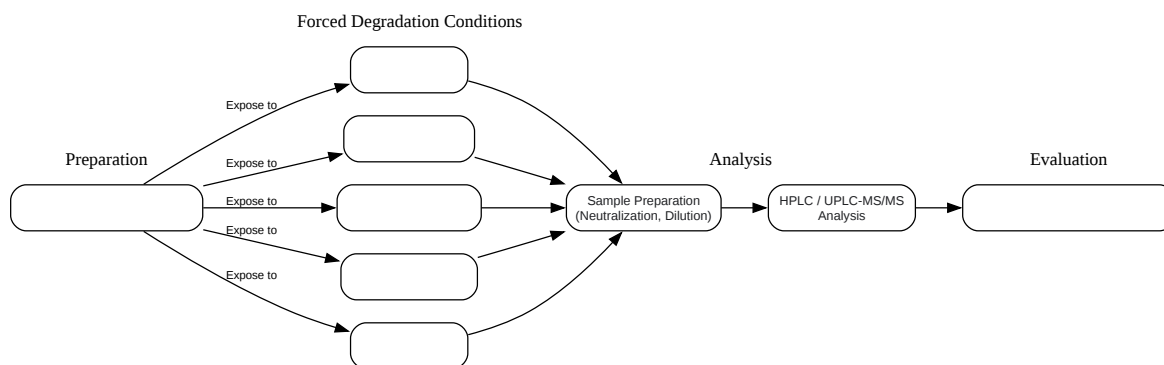 Forced Degradation Conditions
Expose to
Preparation
Expose to
Analysis
Evaluation
Expose to
Sample Preparation
(Neutralization, Dilution)
HPLC / UPLC-MS/MS
Analysis
Expose to
Expose to